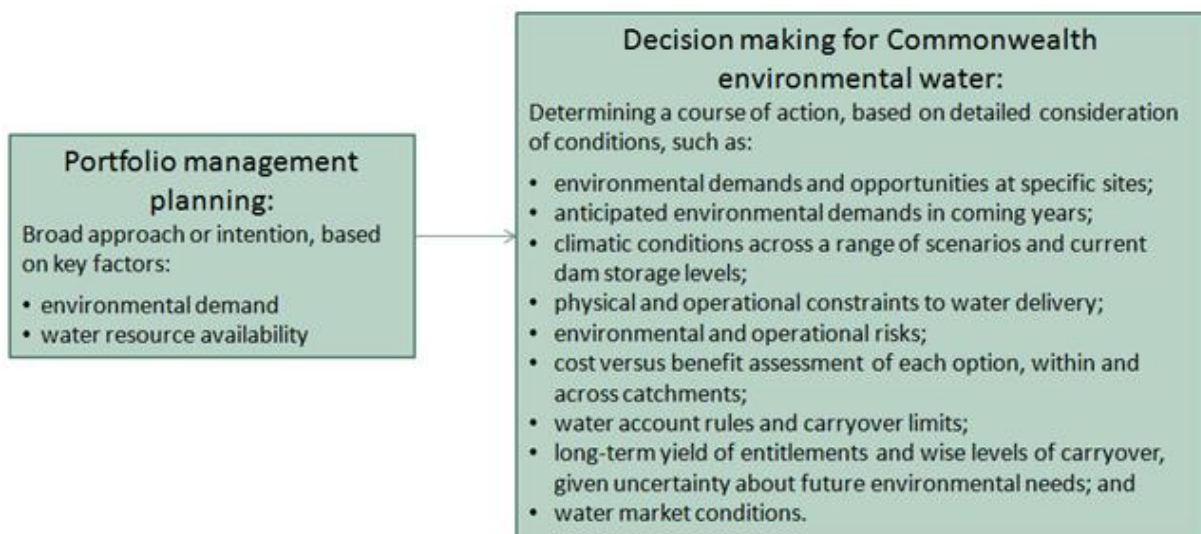 Portfolio management
planning:
Broad approach or intention, based
on key factors:
• environmental demand
• water resource availability
Decision making for Commonwealth
environmental water:
Determining a course of action, based on detailed consideration
of conditions, such as:
• environmental demands and opportunities at specific sites;
• anticipated environmental demands in coming years;
• climatic conditions across a range of scenarios and current
dam storage levels;
• physical and operational constraints to water delivery;
• environmental and operational risks;
• cost versus benefit assessment of each option, within and
across catchments;
• water account rules and carryover limits;
• long-term yield of entitlements and wise levels of carryover,
given uncertainty about future environmental needs; and
• water market conditions.